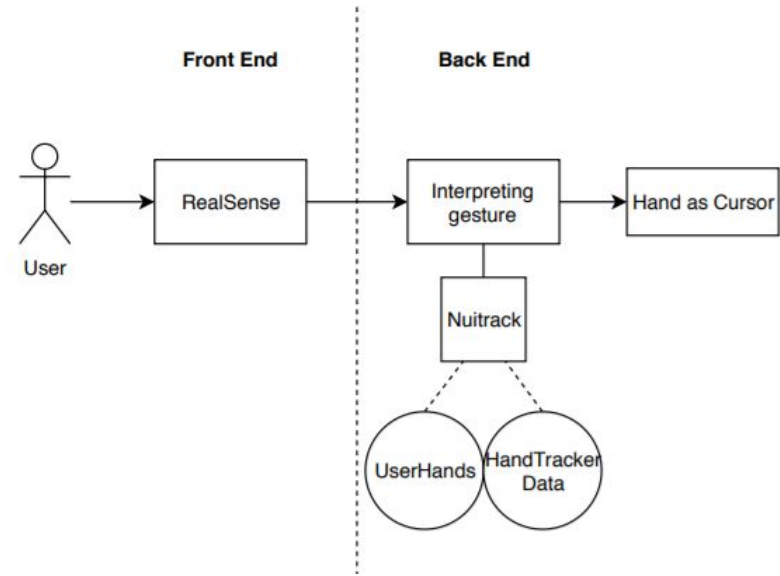 Front End
Back End
User
RealSense
Interpreting
gesture
Hand as Cursor
Nuitrack
UserHands
HandTracker
Data